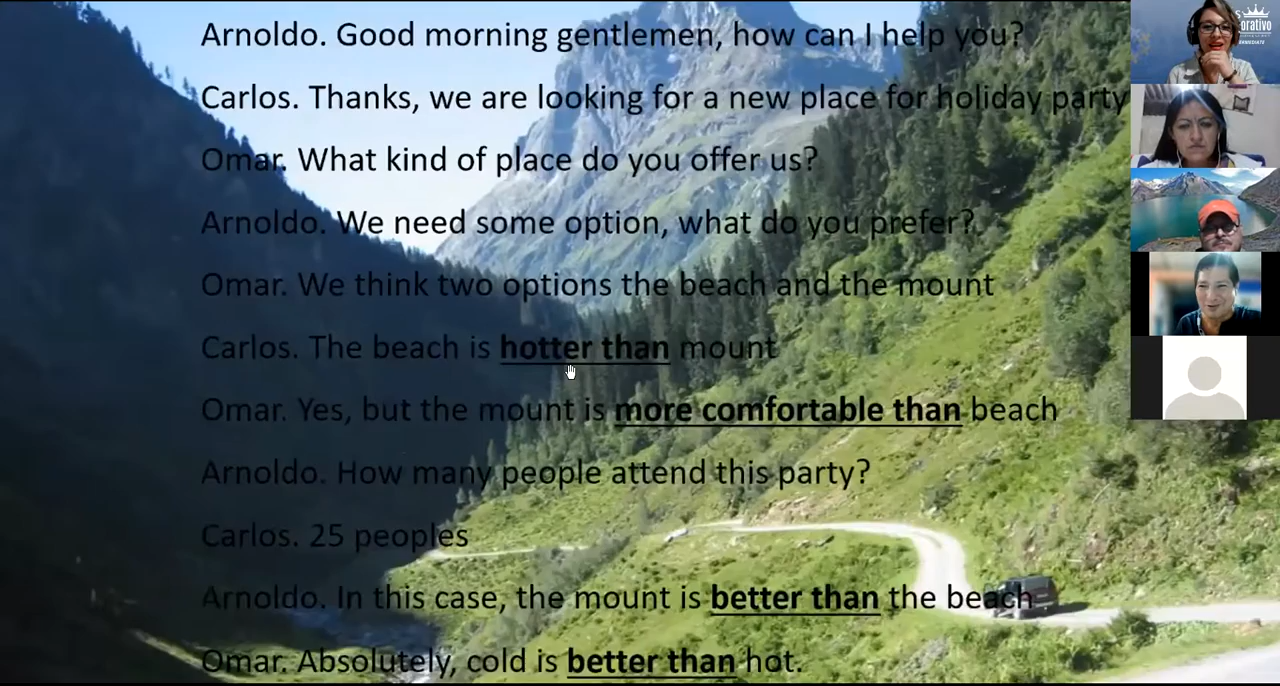 Arnoldo. Good morning gentlemen, how can I help you?
Carlos. Thanks, we are looking for a new place for holiday party
Omar. What kind of place do you offer us?
Arnoldo. We need some option, what do you prefer?
Omar. We think two options the beach and the mount
Carlos. The beach is hotter than mount
Omar. Yes, but the mount is more comfortable than beach
Arnoldo. How many people attend this party?
Carlos. 25 peoples
Arnoldo. In this case, the mount is better than the beach
Omar. Absolutely, cold is better than hot.